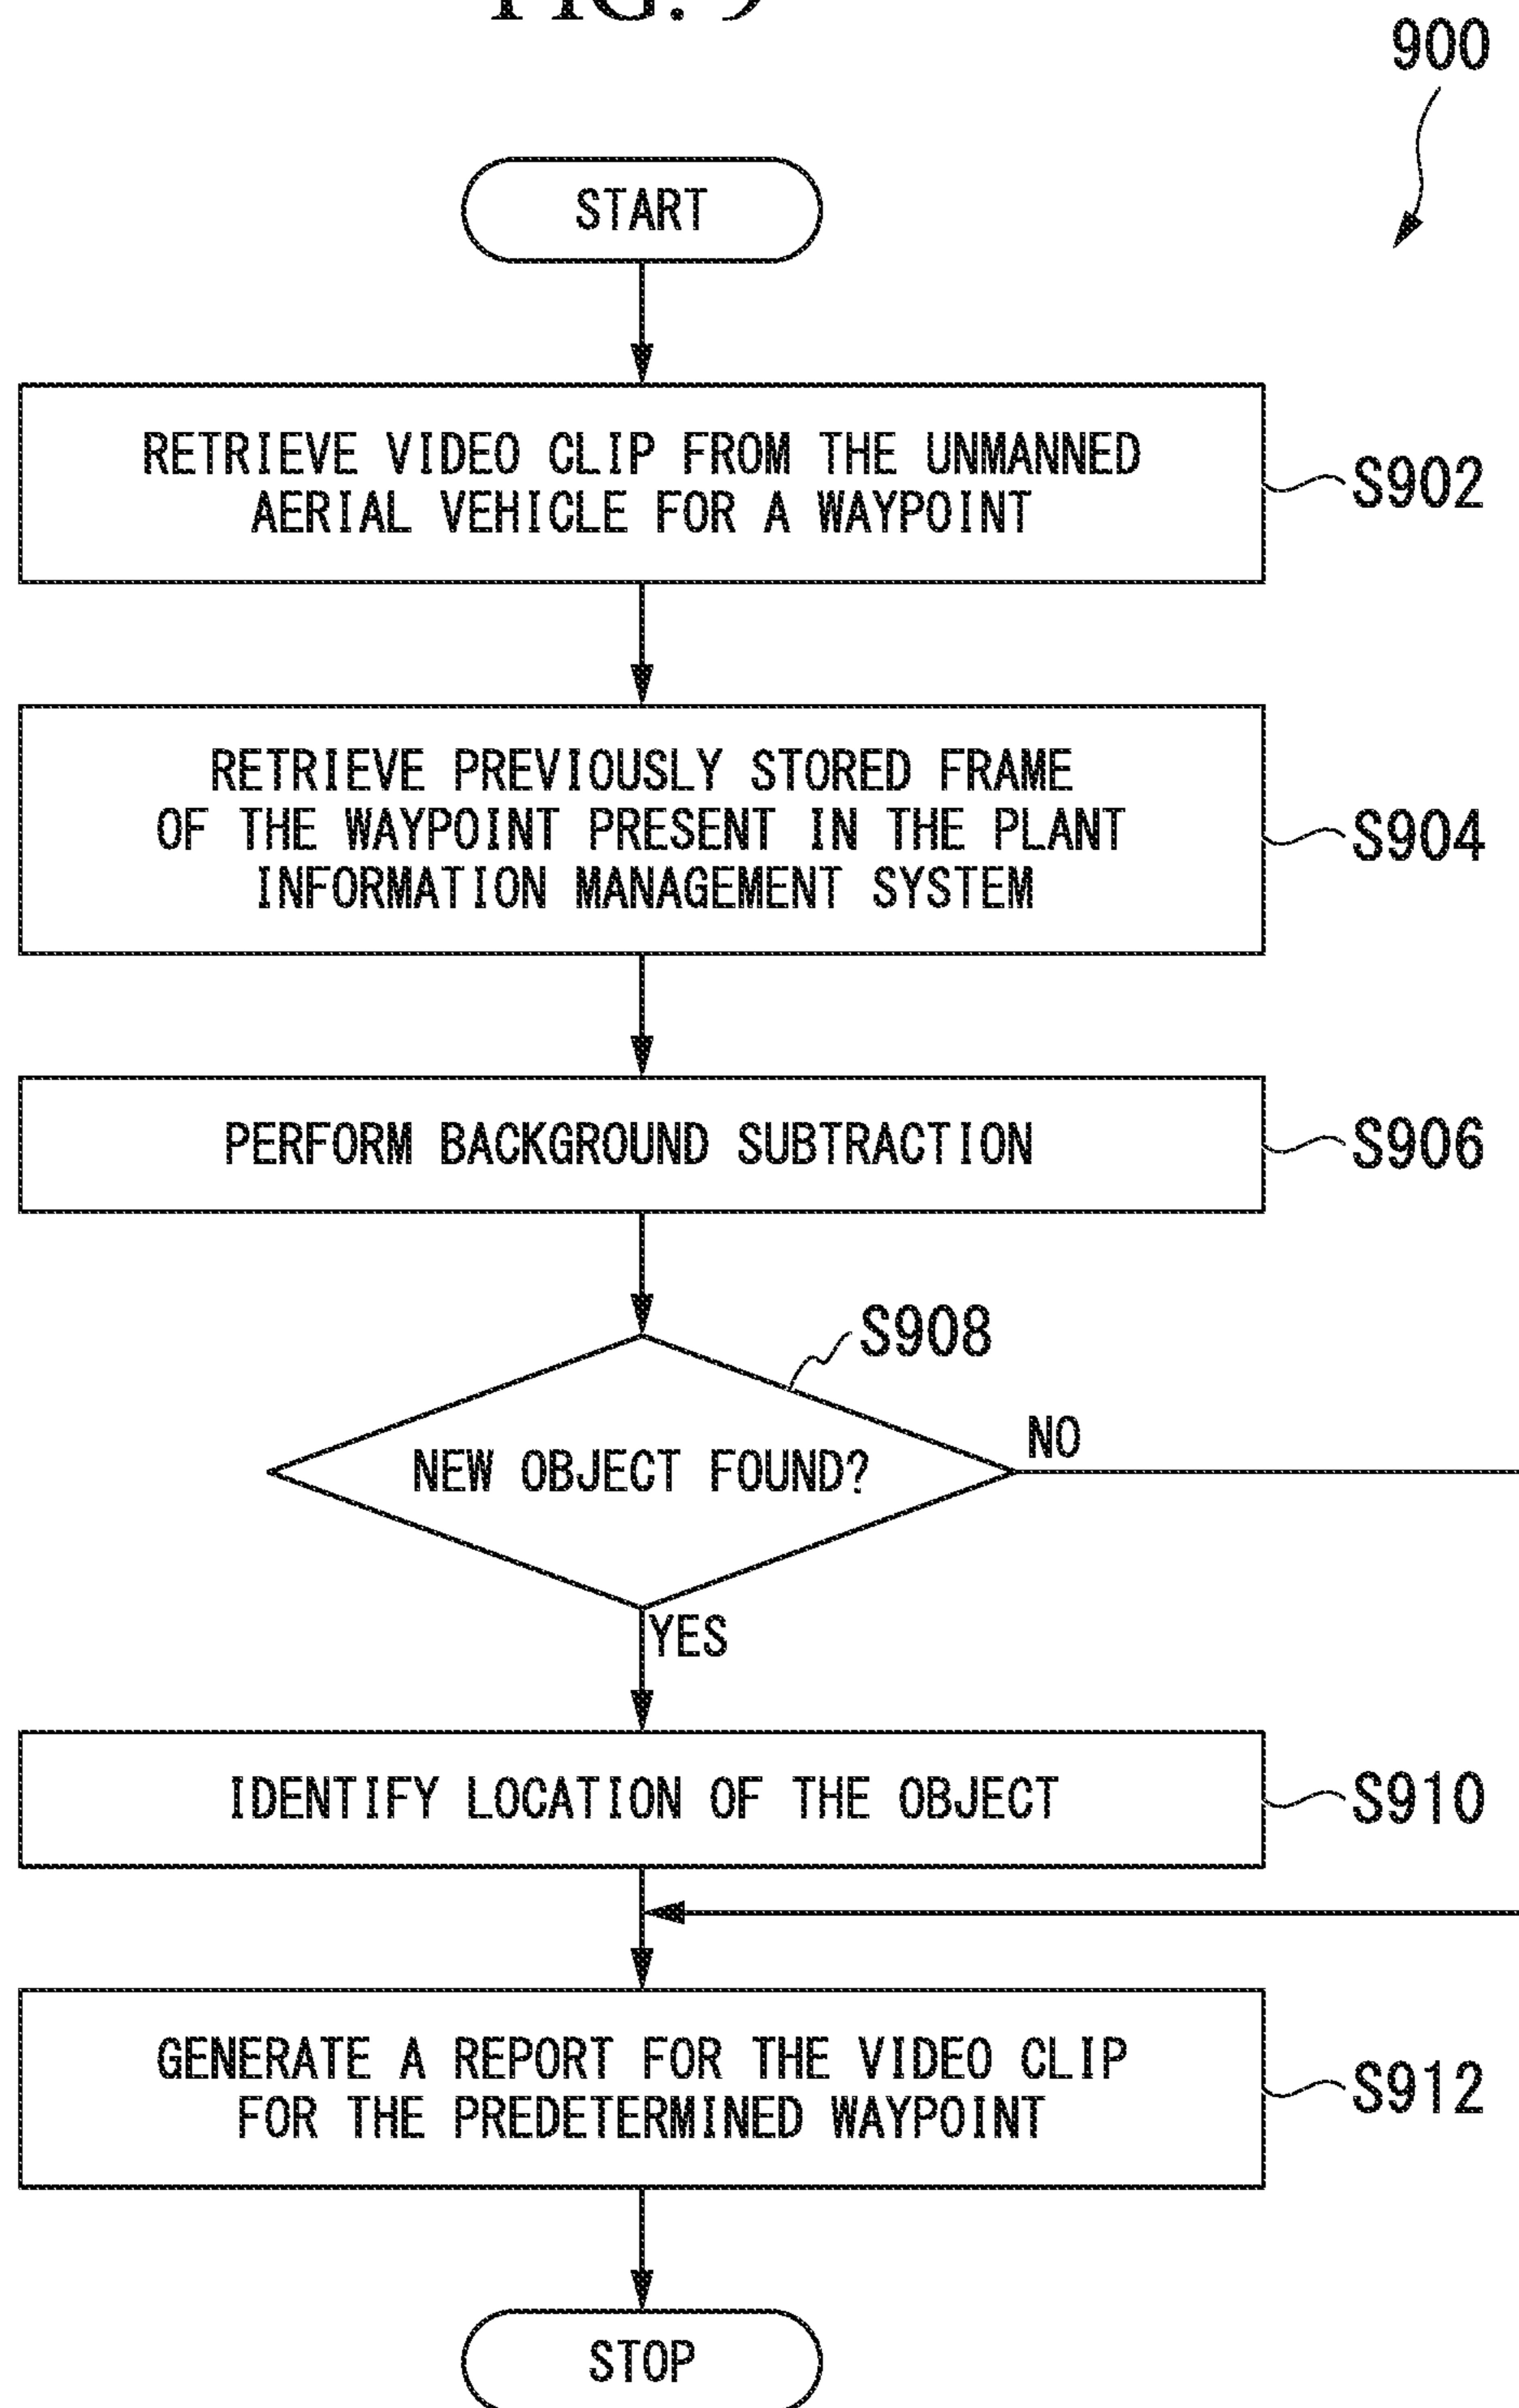 FIG. 9
900
START
RETRIEVE VIDEO CLIP FROM THE UNMANNED
AERIAL VEHICLE FOR A WAYPOINT
S902
RETRIEVE PREVIOUSLY STORED FRAME
OF THE WAYPOINT PRESENT IN THE PLANT
INFORMATION MANAGEMENT SYSTEM
S904
PERFORM BACKGROUND SUBTRACTION
S906
S908
NEW OBJECT FOUND?
NO
YES
IDENTIFY LOCATION OF THE OBJECT
S910
GENERATE A REPORT FOR THE VIDEO CLIP
FOR THE PREDETERMINED WAYPOINT
S912
STOP